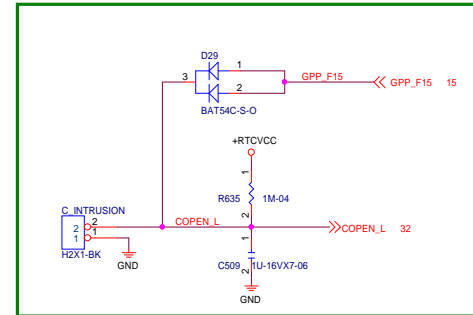 D29
3
1
2
GPP_F15
GPP_F15 15
BAT54C-S-O
+RTCVCC
1
R635 1M-04
2
C_INTRUSION
2 2
1 1
COPEN_L
COPEN_L 32
H2X1-BK
GND
1
C509 1U-16VX7-06
2
GND